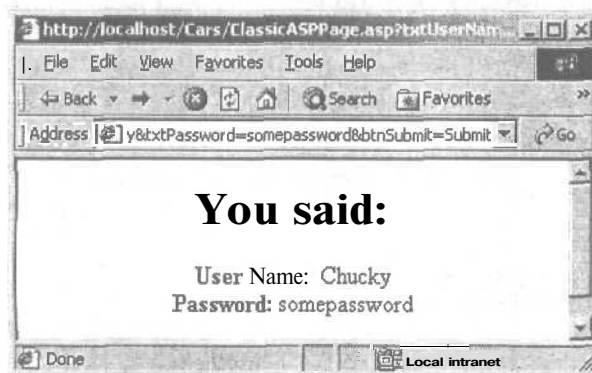 http://localhost/Cars/ClassicASPPage.asp?txtUserNam...
File Edit View Favorites Tools Help
Back Search Favorites »
Address y&txtPassword=somepassword&btnSubmit=Submit Go
You said:
User Name: Chucky
Password: somepassword
Done Local intranet